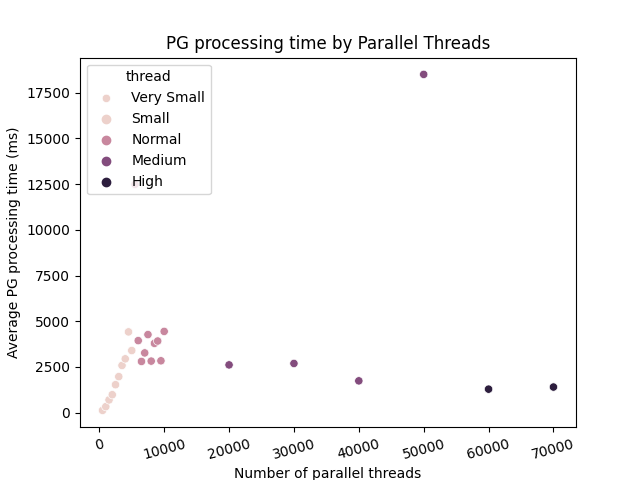 PG processing time by Parallel Threads
thread
Very Small
Small
Normal
Medium
High
17500
15000
12500
10000
7500
5000
2500
0
Average PG processing time (ms)
0 10000 20000 30000 40000 50000 60000 70000
Number of parallel threads